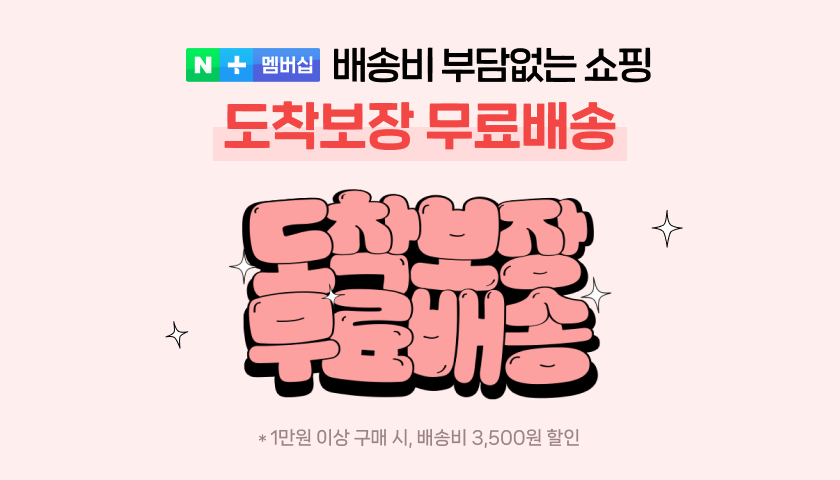 N + 멤버십 배송비 부담없는 쇼핑
도착보장 무료배송
도착보장
무료배송
* 1만원 이상 구매 시, 배송비 3,500원 할인